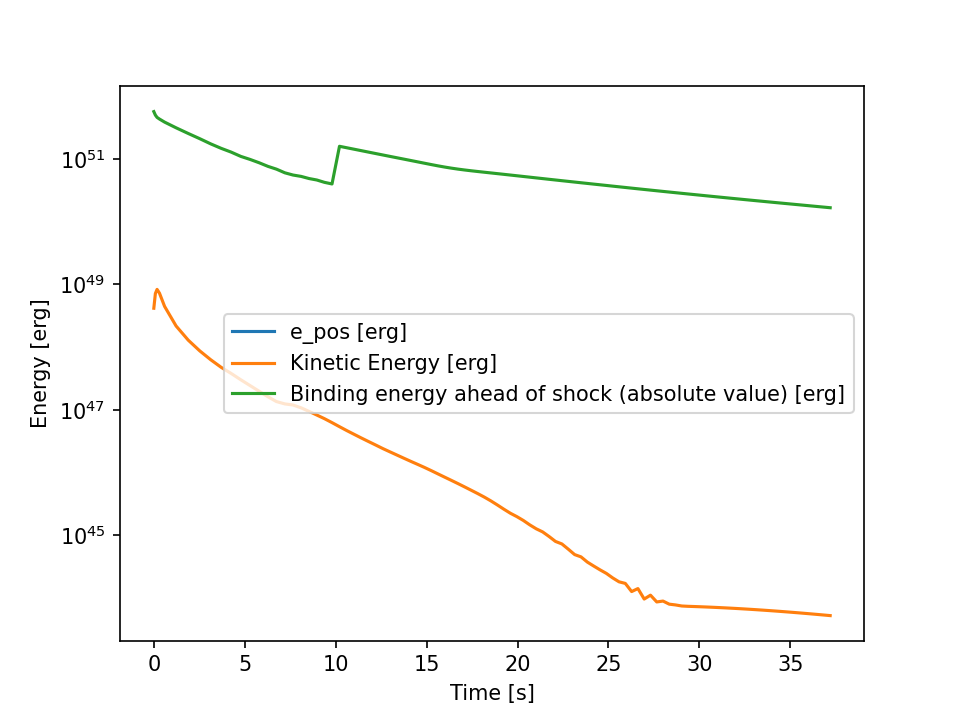 10^51
10^49
10^47
10^45
Energy [erg]
e_pos [erg]
Kinetic Energy [erg]
Binding energy ahead of shock (absolute value) [erg]
0 5 10 15 20 25 30 35
Time [s]